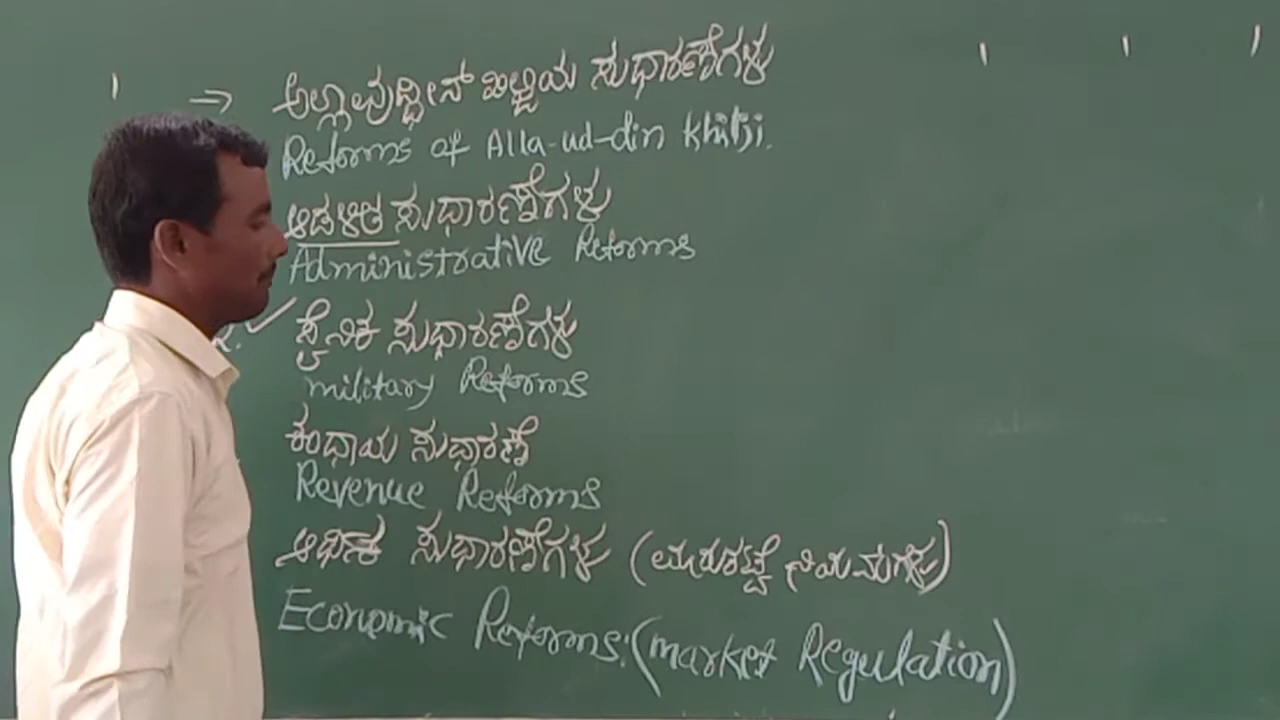 → ಅಲ್ಲಾವುದ್ದೀನ್ ಖಿಲ್ಜಿಯ ಸುಧಾರಣೆಗಳು
Reforms of Alla-ud-din Khilji.
ಆಡಳಿತ ಸುಧಾರಣೆಗಳು
Administrative Reforms
2. ✓ ಸೈನಿಕ ಸುಧಾರಣೆಗಳು
military Reforms
ಕಂದಾಯ ಸುಧಾರಣೆ
Revenue Reforms
ಆರ್ಥಿಕ ಸುಧಾರಣೆಗಳು (ಮಾರುಕಟ್ಟೆ ನಿಯಮಗಳು)
Economic Reforms:(market Regulation)